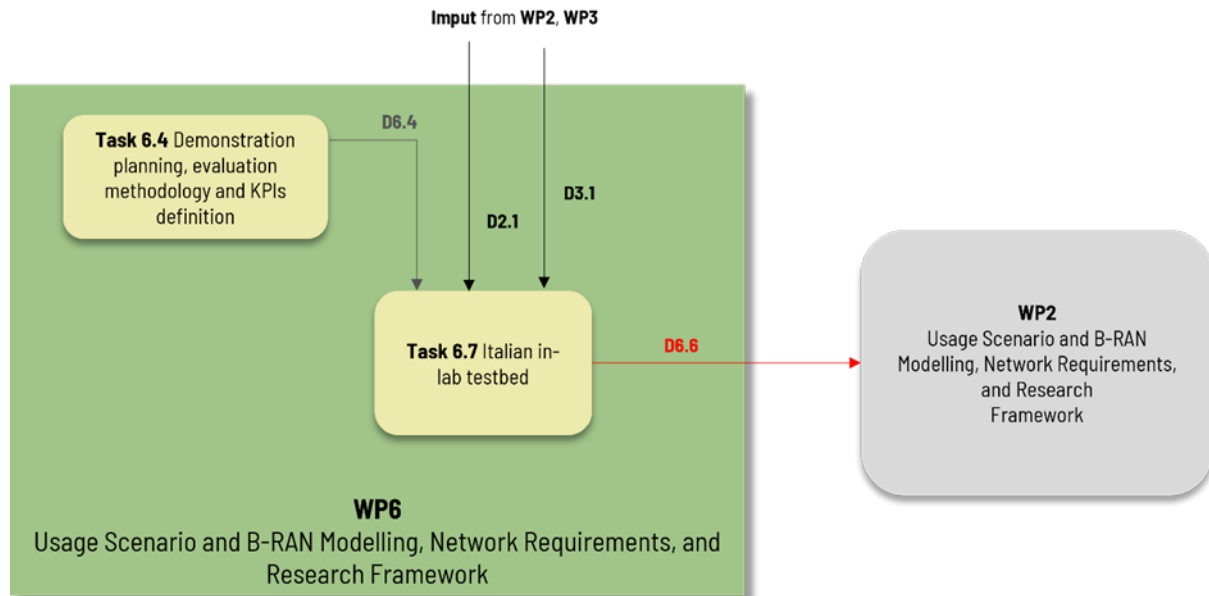 Imput from WP2, WP3
D6.4
Task 6.4 Demonstration
planning, evaluation
methodology and KPIs
definition
D3.1
D2.1
Task 6.7 Italian in-
lab testbed
D6.6
WP2
Usage Scenario and B-RAN
Modelling, Network Requirements,
and Research
Framework
WP6
Usage Scenario and B-RAN Modelling, Network Requirements, and
Research Framework